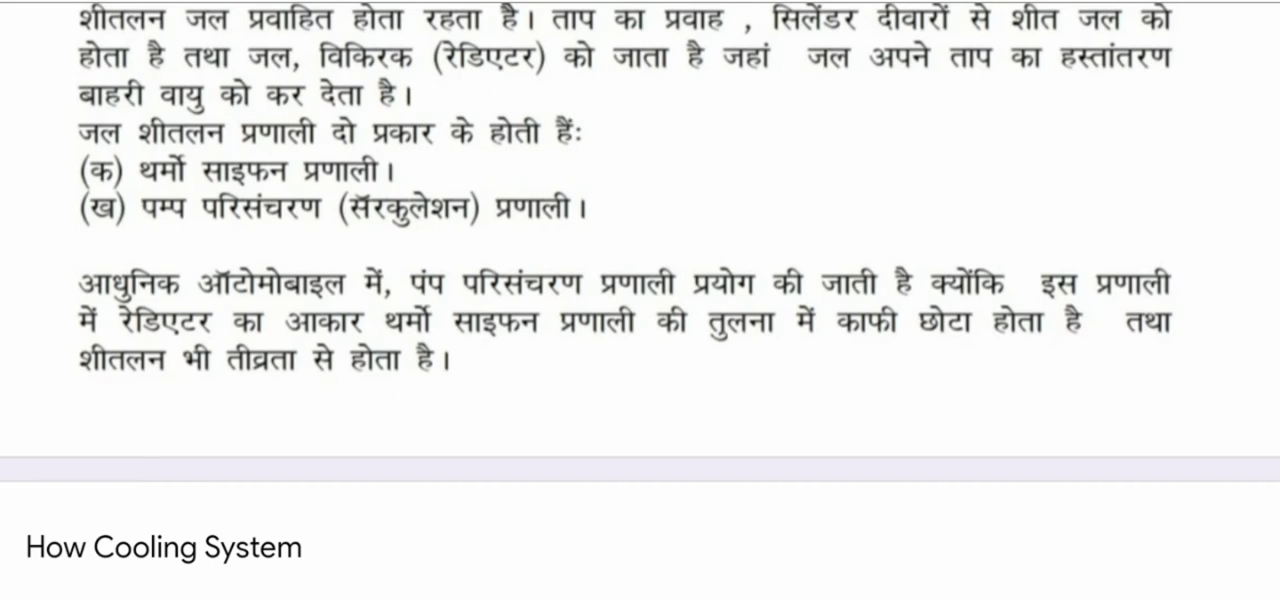 शीतलन जल प्रवाहित होता रहता है। ताप का प्रवाह , सिलेंडर दीवारों से शीत जल को
होता है तथा जल, विकिरक (रेडिएटर) को जाता है जहां जल अपने ताप का हस्तांतरण
बाहरी वायु को कर देता है।
जल शीतलन प्रणाली दो प्रकार के होती हैंः
(क) थर्मो साइफन प्रणाली।
(ख) पम्प परिसंचरण (सॅरकुलेशन) प्रणाली।
आधुनिक ऑटोमोबाइल में, पंप परिसंचरण प्रणाली प्रयोग की जाती है क्योंकि इस प्रणाली
में रेडिएटर का आकार थर्मो साइफन प्रणाली की तुलना में काफी छोटा होता है तथा
शीतलन भी तीव्रता से होता है।
How Cooling System